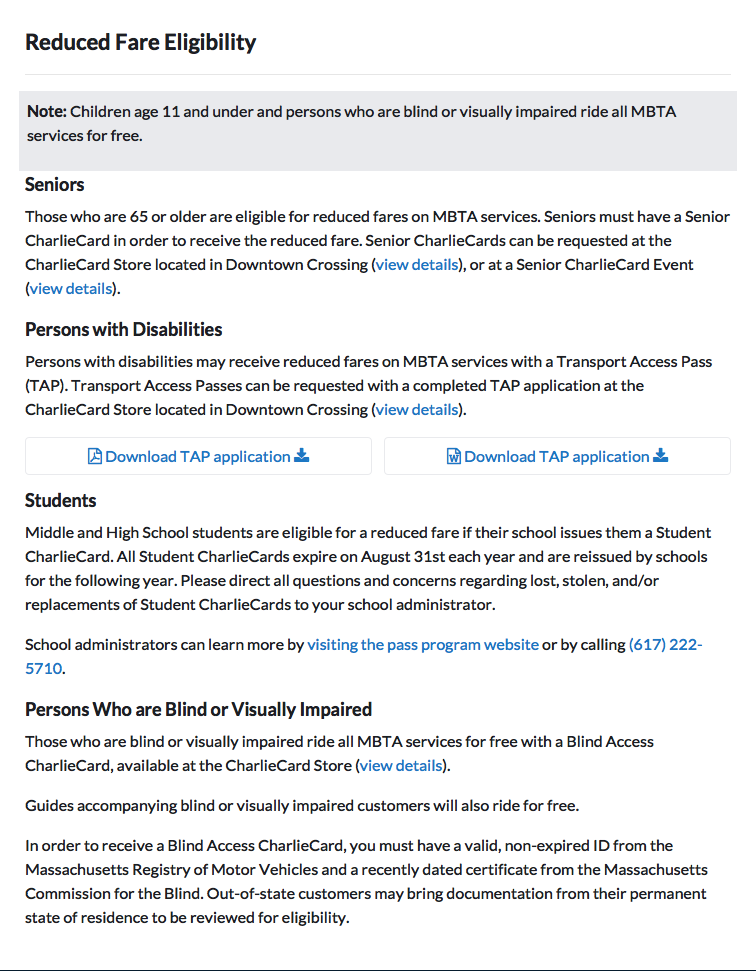 Reduced Fare Eligibility
Note: Children age 11 and under and persons who are blind or visually impaired ride all MBTA
services for free.
Seniors
Those who are 65 or older are eligible for reduced fares on MBTA services. Seniors must have a Senior
CharlieCard in order to receive the reduced fare. Senior CharlieCards can be requested at the
CharlieCard Store located in Downtown Crossing (view details), or at a Senior CharlieCard Event
(view details).
Persons with Disabilities
Persons with disabilities may receive reduced fares on MBTA services with a Transport Access Pass
(TAP). Transport Access Passes can be requested with a completed TAP application at the
CharlieCard Store located in Downtown Crossing (view details).
Download TAP application
Download TAP application
Students
Middle and High School students are eligible for a reduced fare if their school issues them a Student
CharlieCard. All Student CharlieCards expire on August 31st each year and are reissued by schools
for the following year. Please direct all questions and concerns regarding lost, stolen, and/or
replacements of Student CharlieCards to your school administrator.
School administrators can learn more by visiting the pass program website or by calling (617) 222-
5710.
Persons Who are Blind or Visually Impaired
Those who are blind or visually impaired ride all MBTA services for free with a Blind Access
CharlieCard, available at the CharlieCard Store (view details).
Guides accompanying blind or visually impaired customers will also ride for free.
In order to receive a Blind Access CharlieCard, you must have a valid, non-expired ID from the
Massachusetts Registry of Motor Vehicles and a recently dated certificate from the Massachusetts
Commission for the Blind. Out-of-state customers may bring documentation from their permanent
state of residence to be reviewed for eligibility.